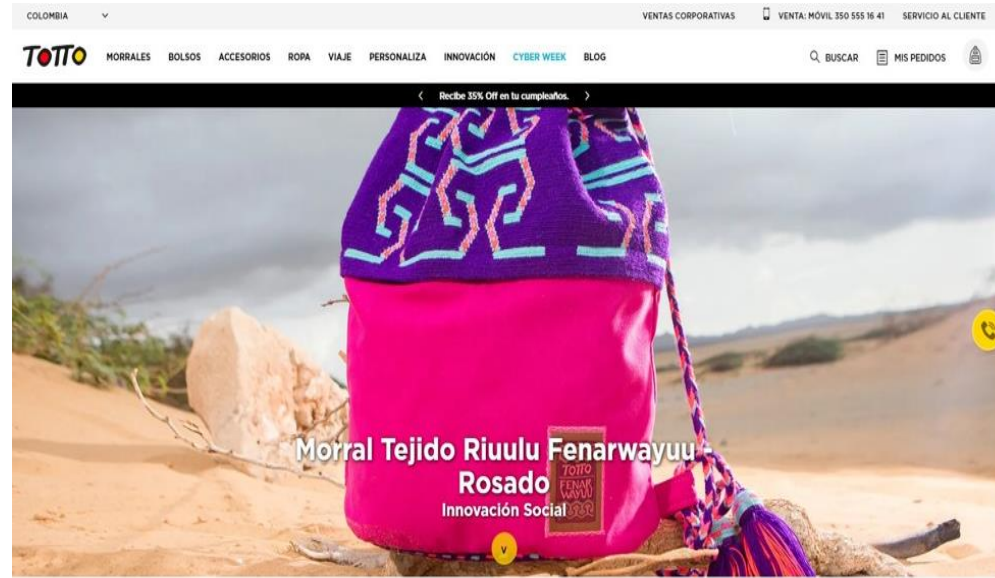 COLOMBIA
VENTAS CORPORATIVAS
VENTA: MÓVIL 350 555 16 41
SERVICIO AL CLIENTE
TOTTO
MORRALES BOLSOS ACCESORIOS ROPA VIAJE PERSONALIZA INNOVACIÓN CYBER WEEK BLOG
BUSCAR
MIS PEDIDOS
Recibe 35% Off en tu cumpleaños.
Morral Tejido Riuulu Fenarwayuu -
Rosado
Innovación Social
TOTTO
FENAR
WAYUU